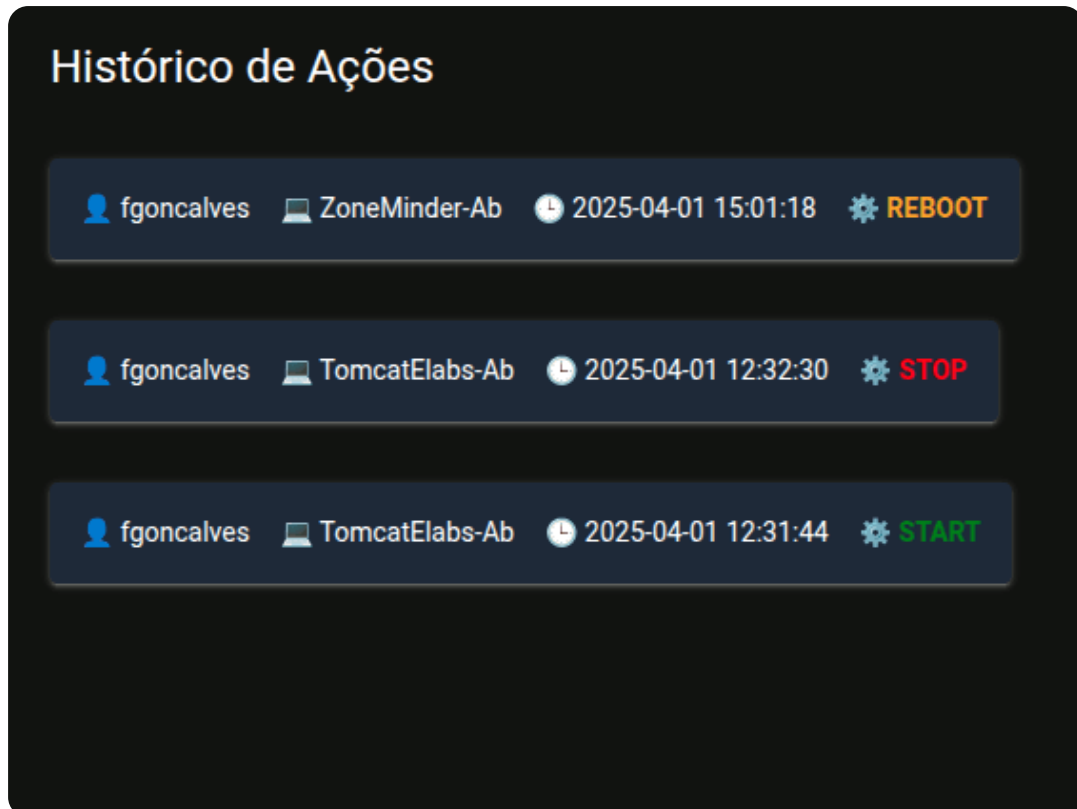 Histórico de Ações
👤 fgoncalves 💻 ZoneMinder-Ab 🕒 2025-04-01 15:01:18 ⚙️ REBOOT
👤 fgoncalves 💻 TomcatElabs-Ab 🕒 2025-04-01 12:32:30 ⚙️ STOP
👤 fgoncalves 💻 TomcatElabs-Ab 🕒 2025-04-01 12:31:44 ⚙️ START